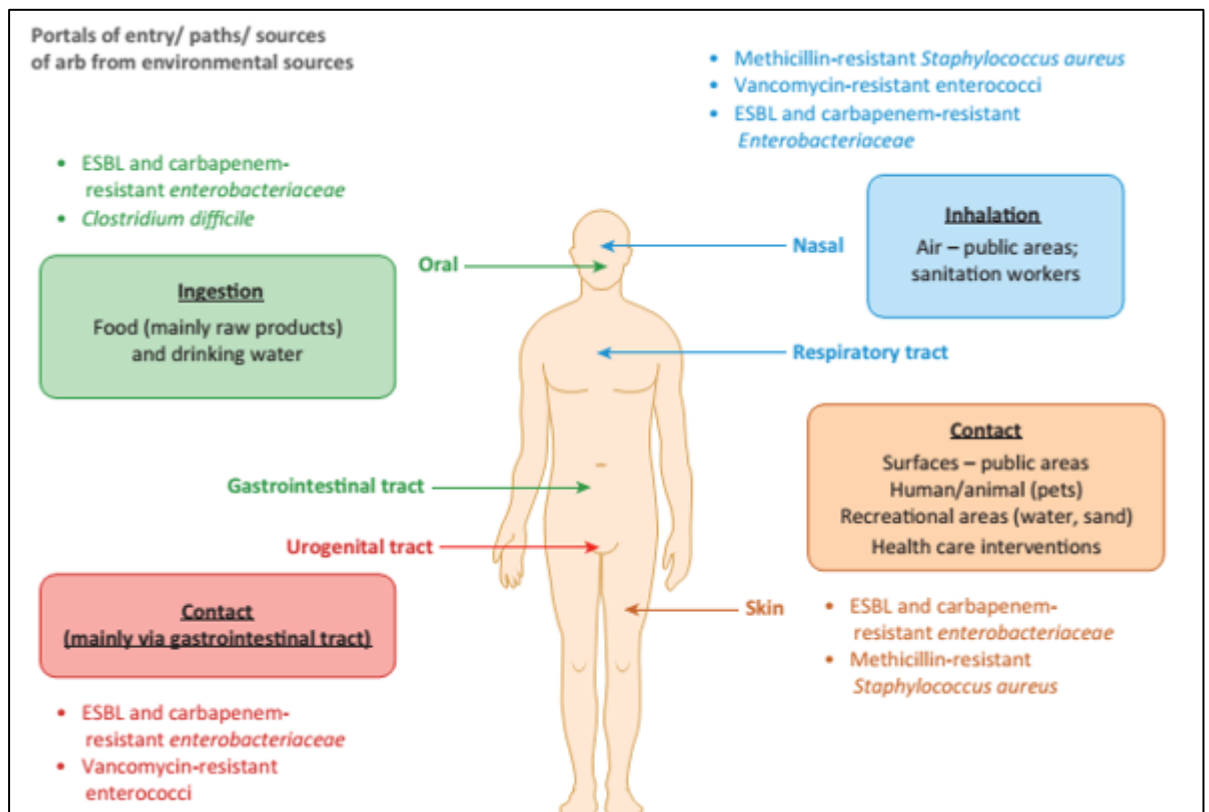 Portals of entry/ paths/ sources
of arb from environmental sources
• Methicillin-resistant Staphylococcus aureus
• Vancomycin-resistant enterococci
• ESBL and carbapenem-resistant
Enterobacteriaceae
• ESBL and carbapenem-
resistant enterobacteriaceae
• Clostridium difficile
Inhalation
Air – public areas;
sanitation workers
Nasal
Oral
Ingestion
Food (mainly raw products)
and drinking water
Respiratory tract
Contact
Surfaces – public areas
Human/animal (pets)
Recreational areas (water, sand)
Health care interventions
Gastrointestinal tract
Urogenital tract
Contact
(mainly via gastrointestinal tract)
Skin
• ESBL and carbapenem-
resistant enterobacteriaceae
• Methicillin-resistant
Staphylococcus aureus
• ESBL and carbapenem-
resistant enterobacteriaceae
• Vancomycin-resistant
enterococci